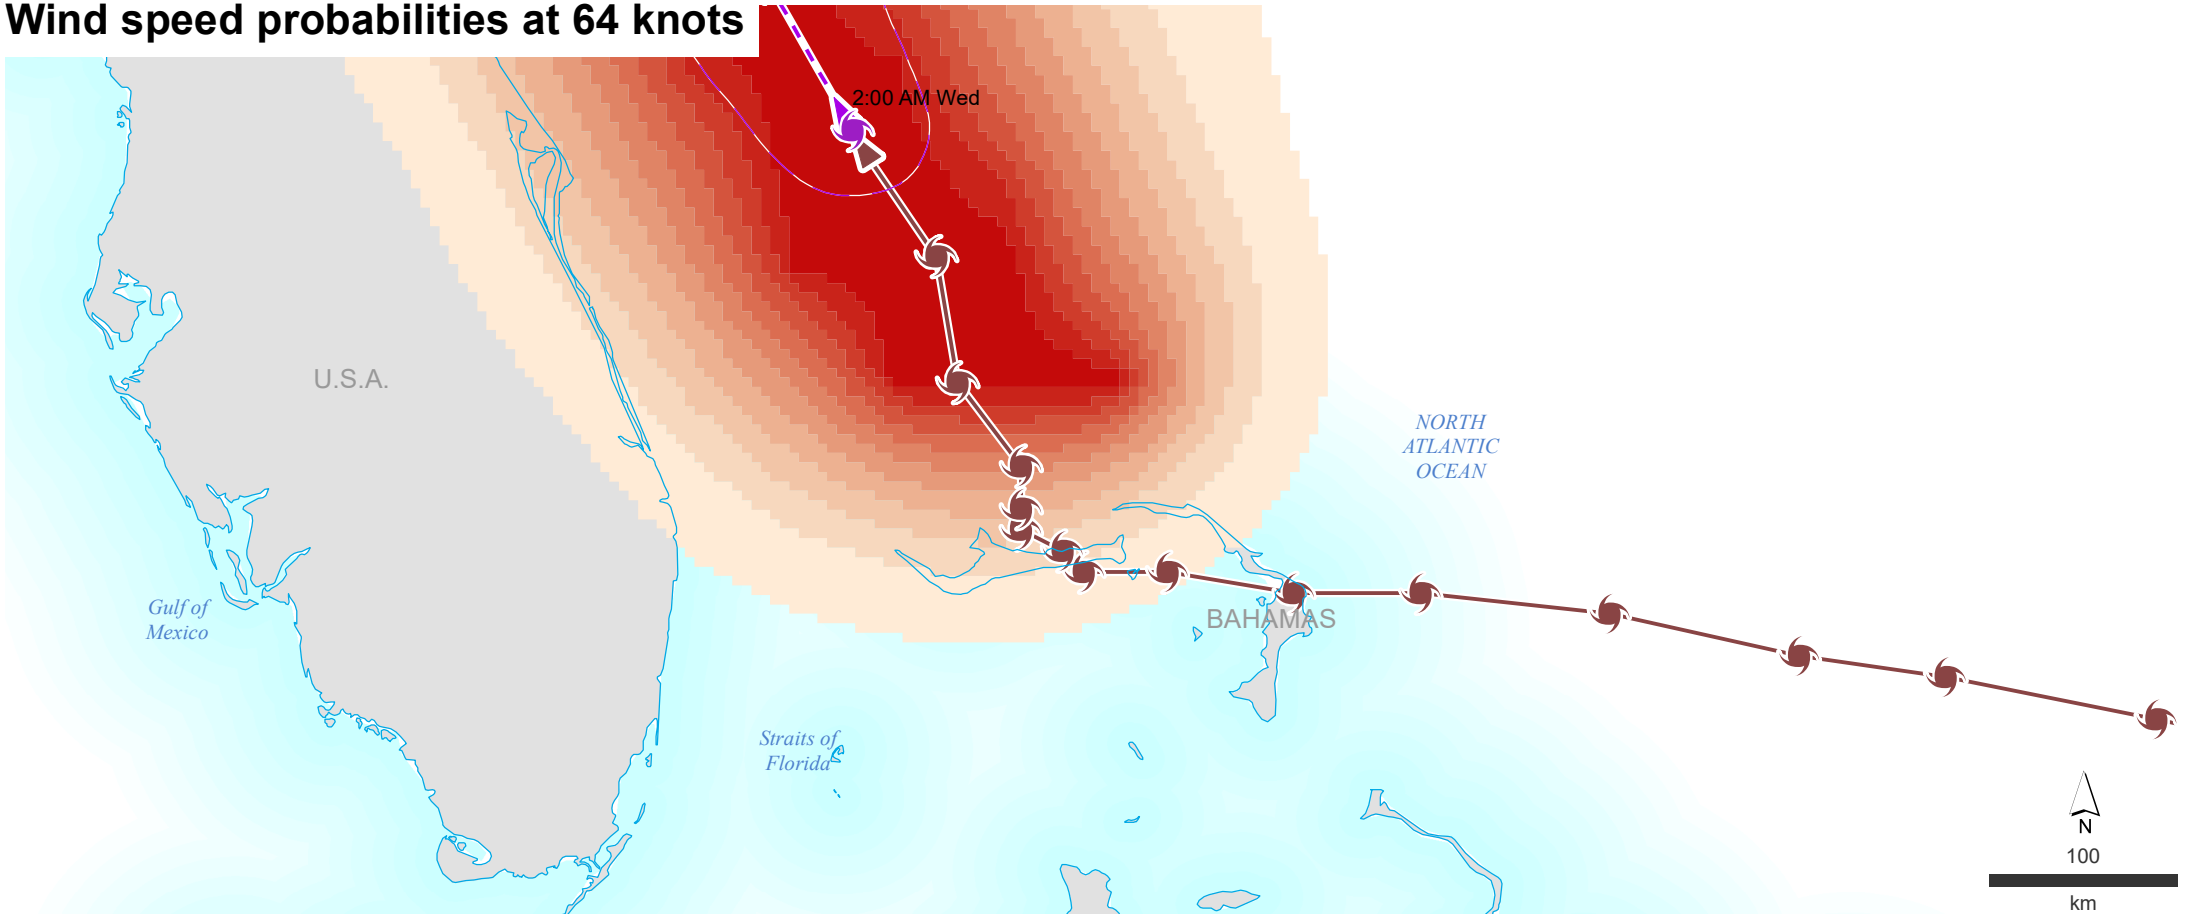 Wind speed probabilities at 64 knots
2:00 AM Wed
U.S.A.
NORTH
ATLANTIC
OCEAN
Gulf of
Mexico
BAHAMAS
Straits of
Florida
N
100
km